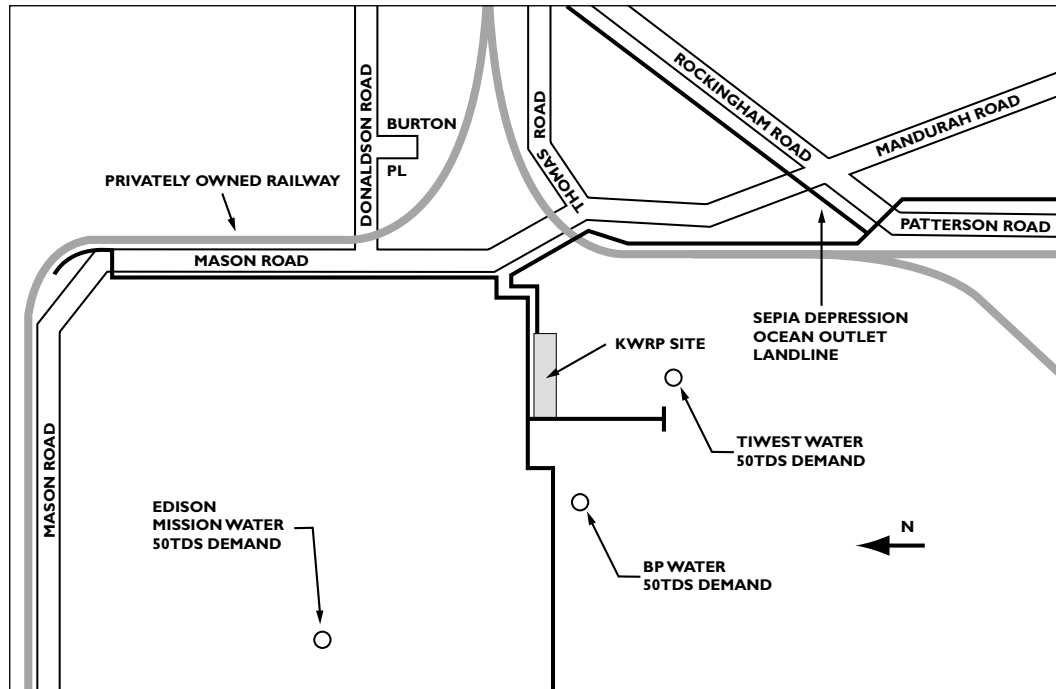 DONALDSON ROAD
BURTON
PL
THOMAS ROAD
ROCKINGHAM ROAD
MANDURAH ROAD
PATTERSON ROAD
PRIVATELY OWNED RAILWAY
MASON ROAD
SEPIA DEPRESSION
OCEAN OUTLET
LANDLINE
KWRP SITE
TIWEST WATER
50TDS DEMAND
MASON ROAD
EDISON
MISSION WATER
50TDS DEMAND
N
BP WATER
50TDS DEMAND